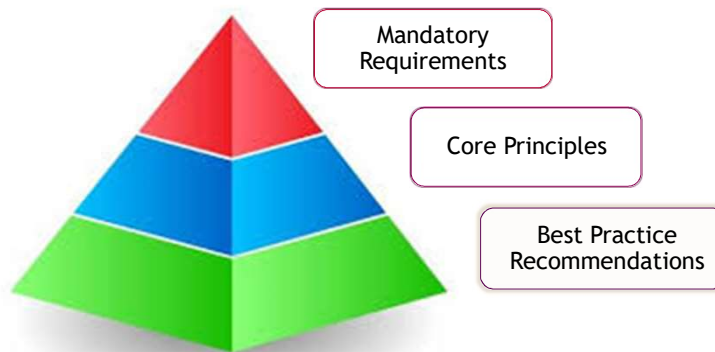 Mandatory
Requirements
Core Principles
Best Practice
Recommendations